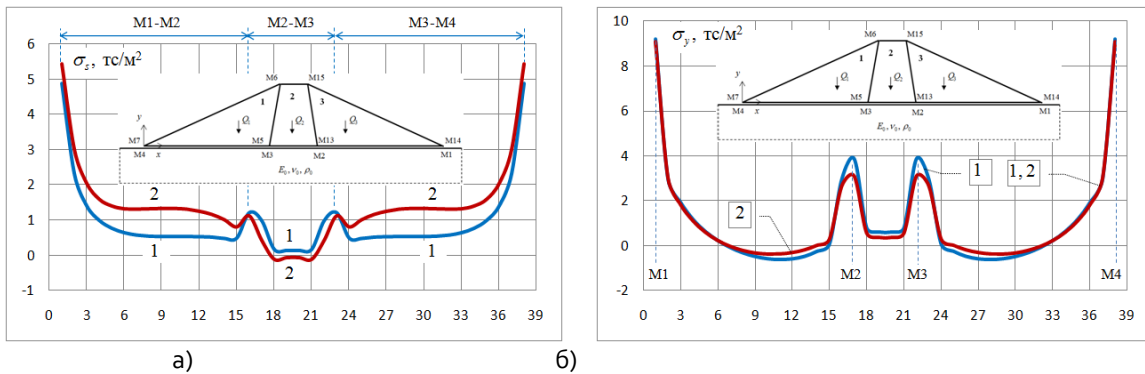 M1-M2 M2-M3 M3-M4
6
5
4
3
2
1
0
-1
σs, тс/м²
M6 M15
1 2 3
Q1 Q2 Q3
y
x
M7 M5 M13 M14
M4 M3 M2 M1
E0, ν0, ρ0
2 2
1 1 1
2
0 3 6 9 12 15 18 21 24 27 30 33 36 39
а)
10
8
6
4
2
0
-2
σy, тс/м²
M6 M15
1 2 3
Q1 Q2 Q3
y
x
M7 M5 M13 M14
M4 M3 M2 M1
E0, ν0, ρ0
1 1, 2
2
M1 M2 M3 M4
0 3 6 9 12 15 18 21 24 27 30 33 36 39
б)